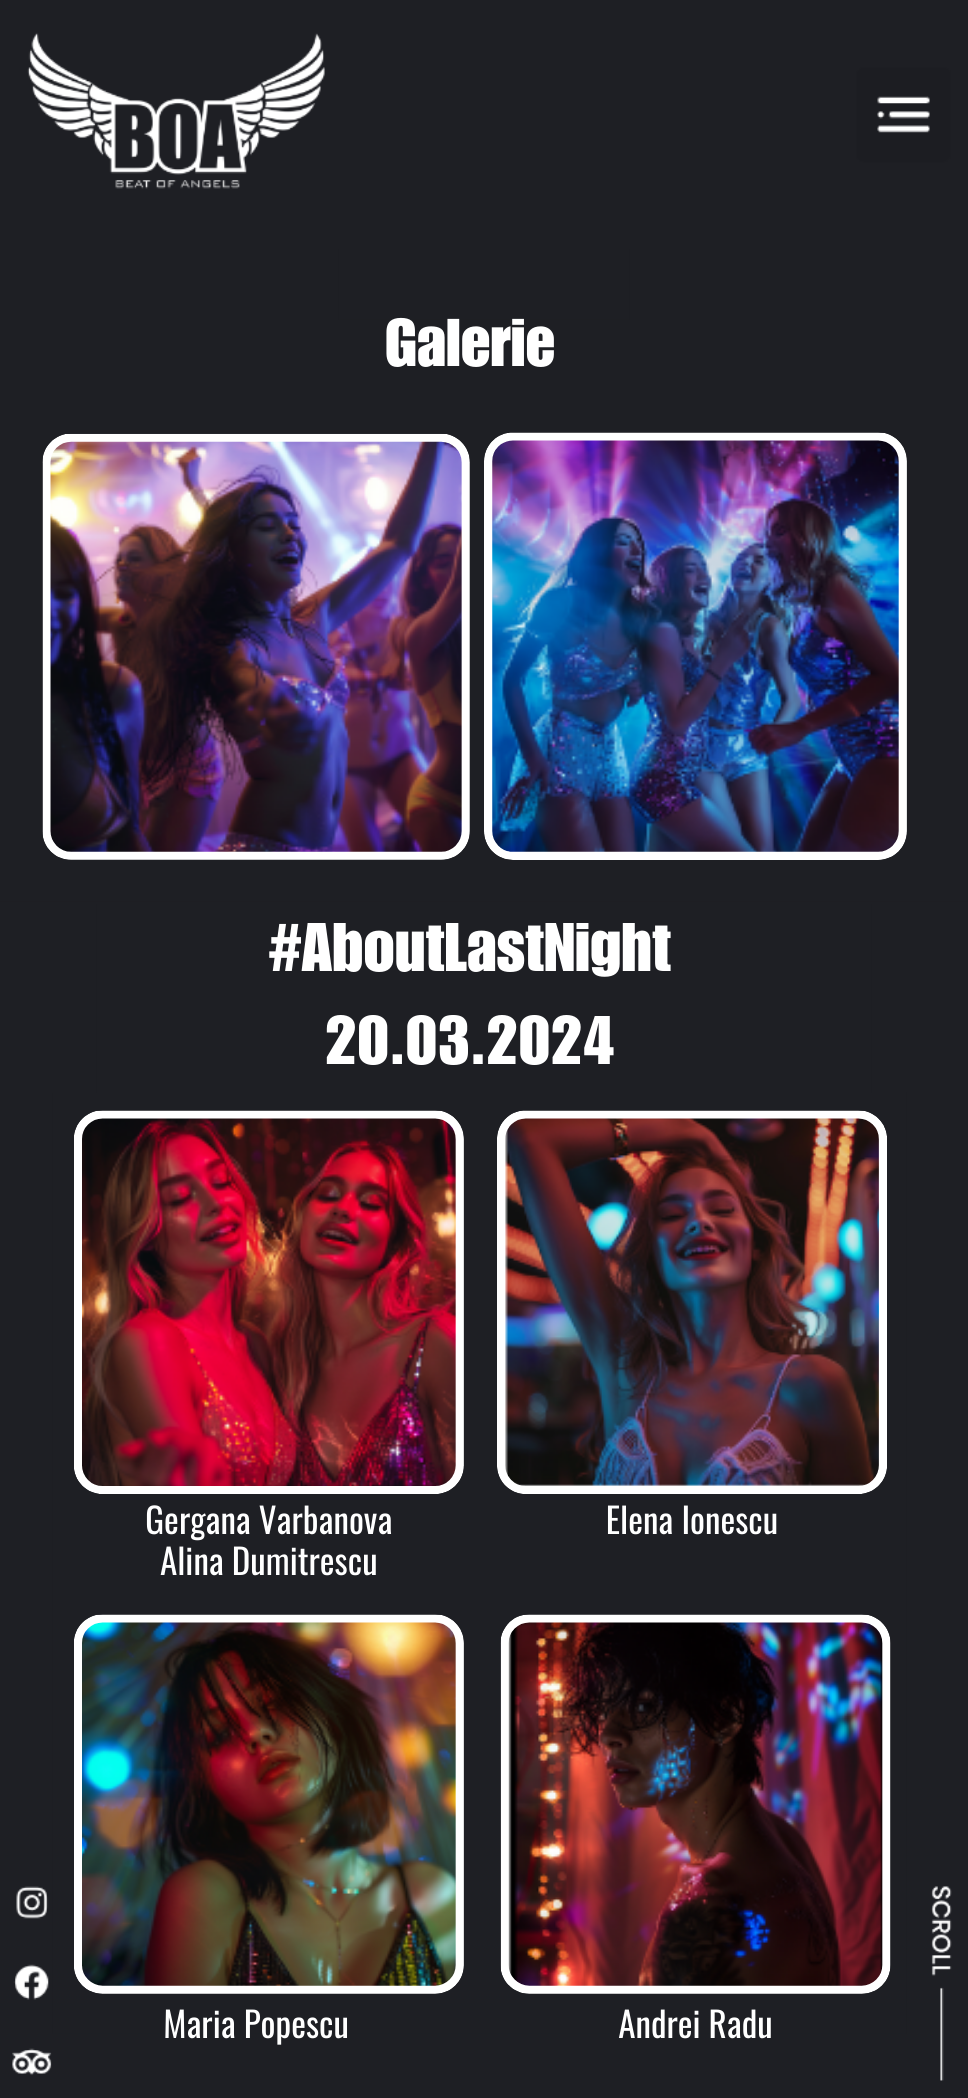 BOA
BEAT OF ANGELS
Galerie
#AboutLastNight
20.03.2024
Gergana Varbanova
Alina Dumitrescu
Elena Ionescu
Maria Popescu
Andrei Radu
SCROLL